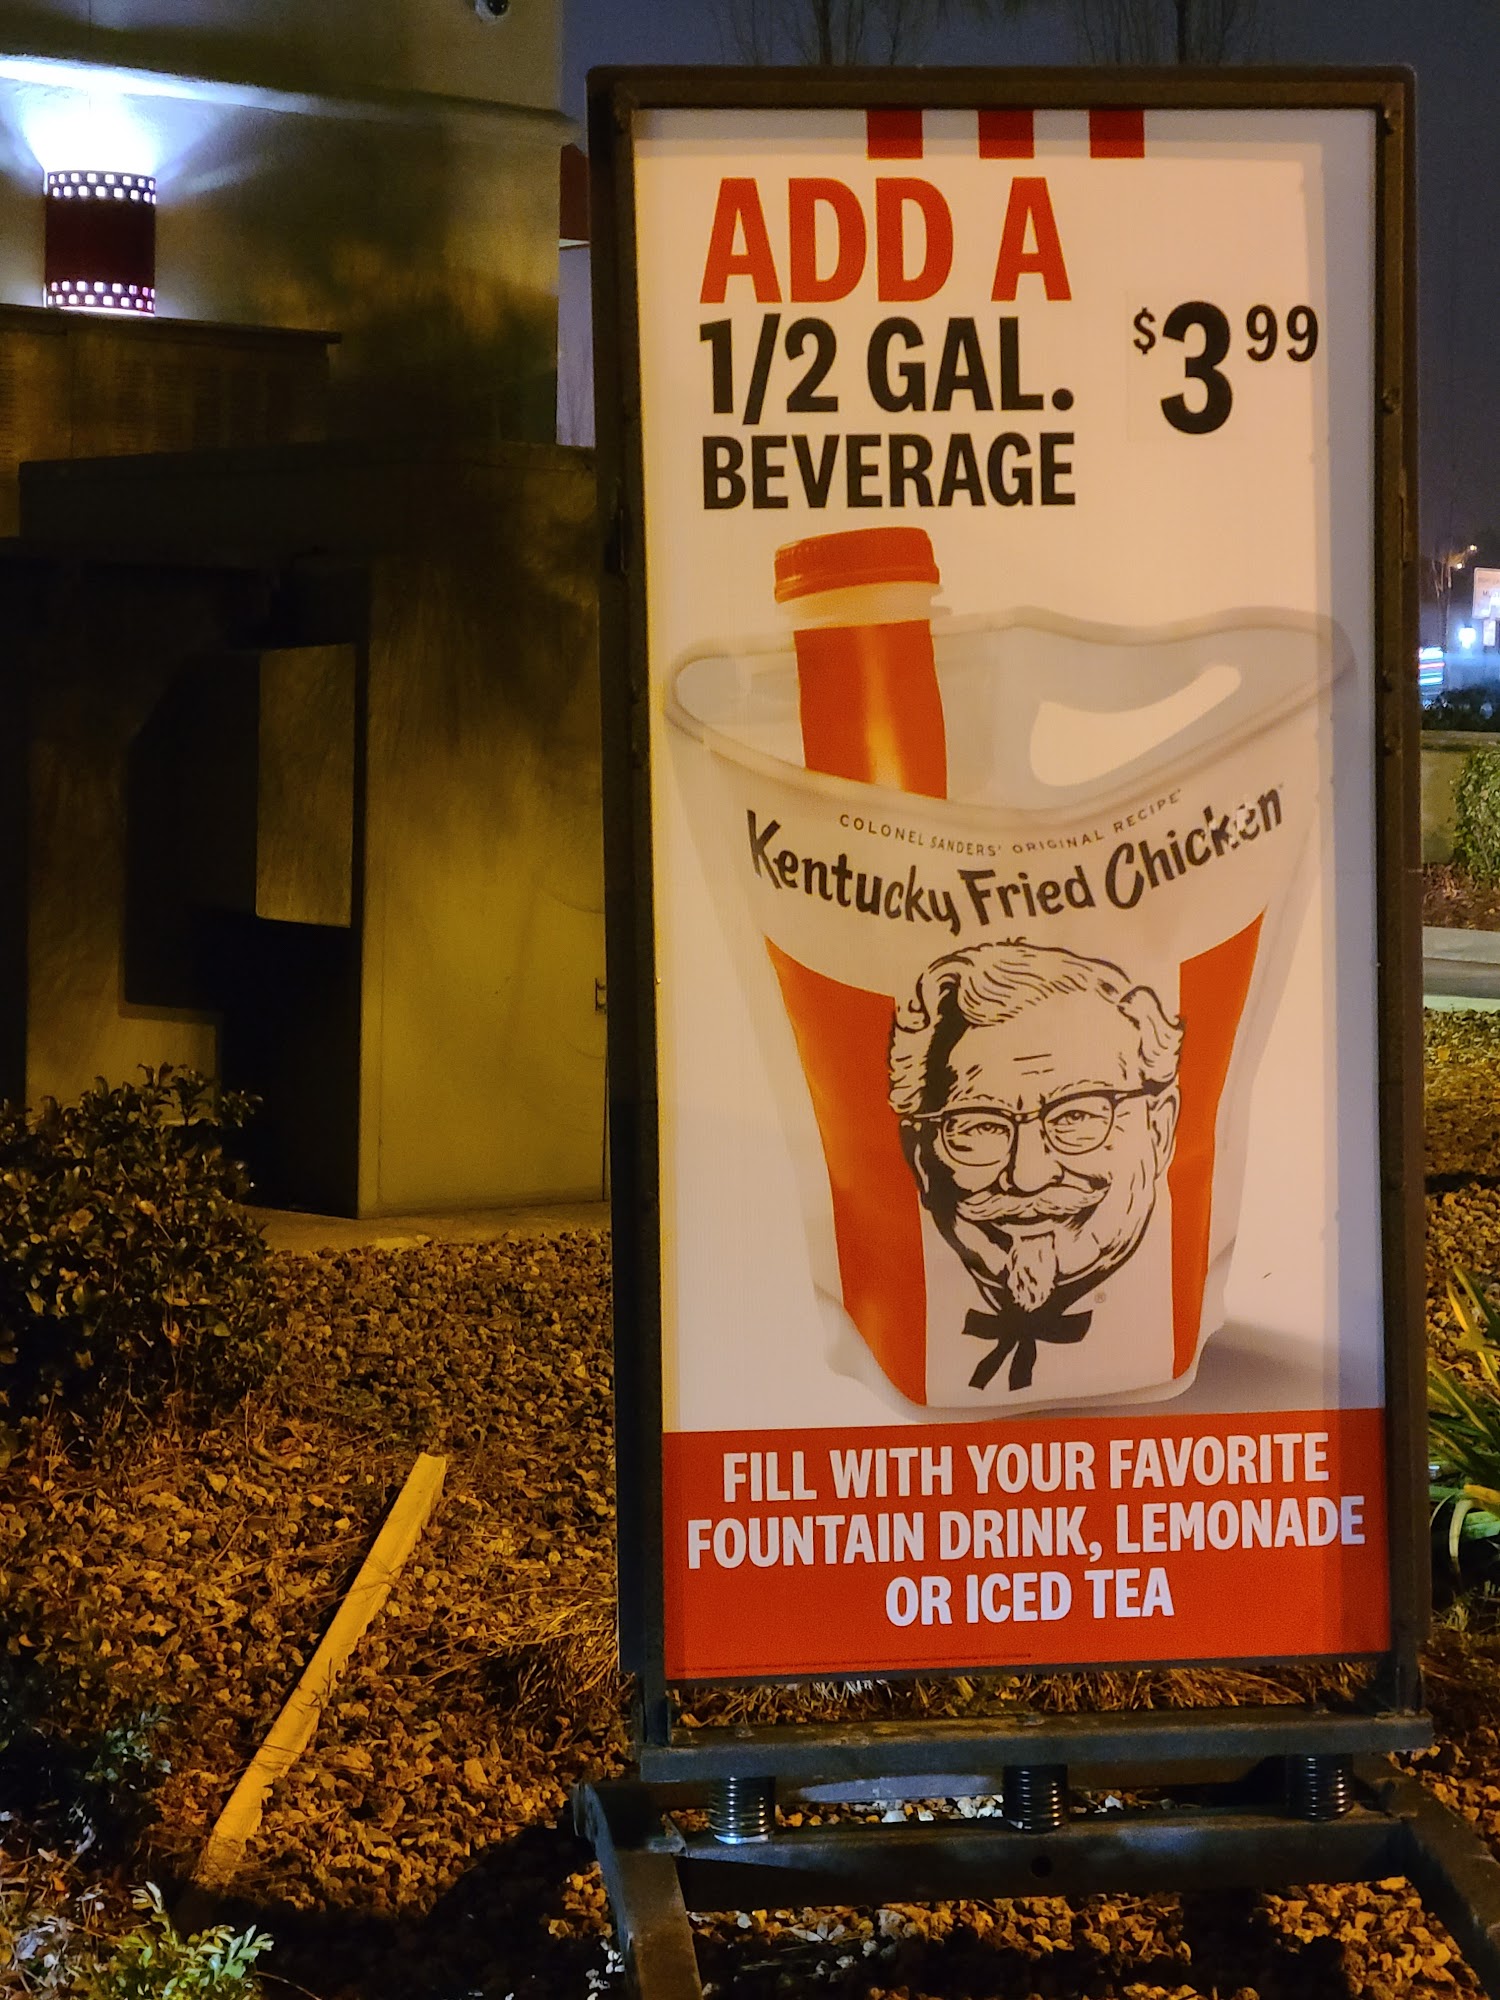 ADD A
1/2 GAL.
BEVERAGE
$3.99
COLONEL SANDERS' ORIGINAL RECIPE
Kentucky Fried Chicken
®
FILL WITH YOUR FAVORITE
FOUNTAIN DRINK, LEMONADE
OR ICED TEA